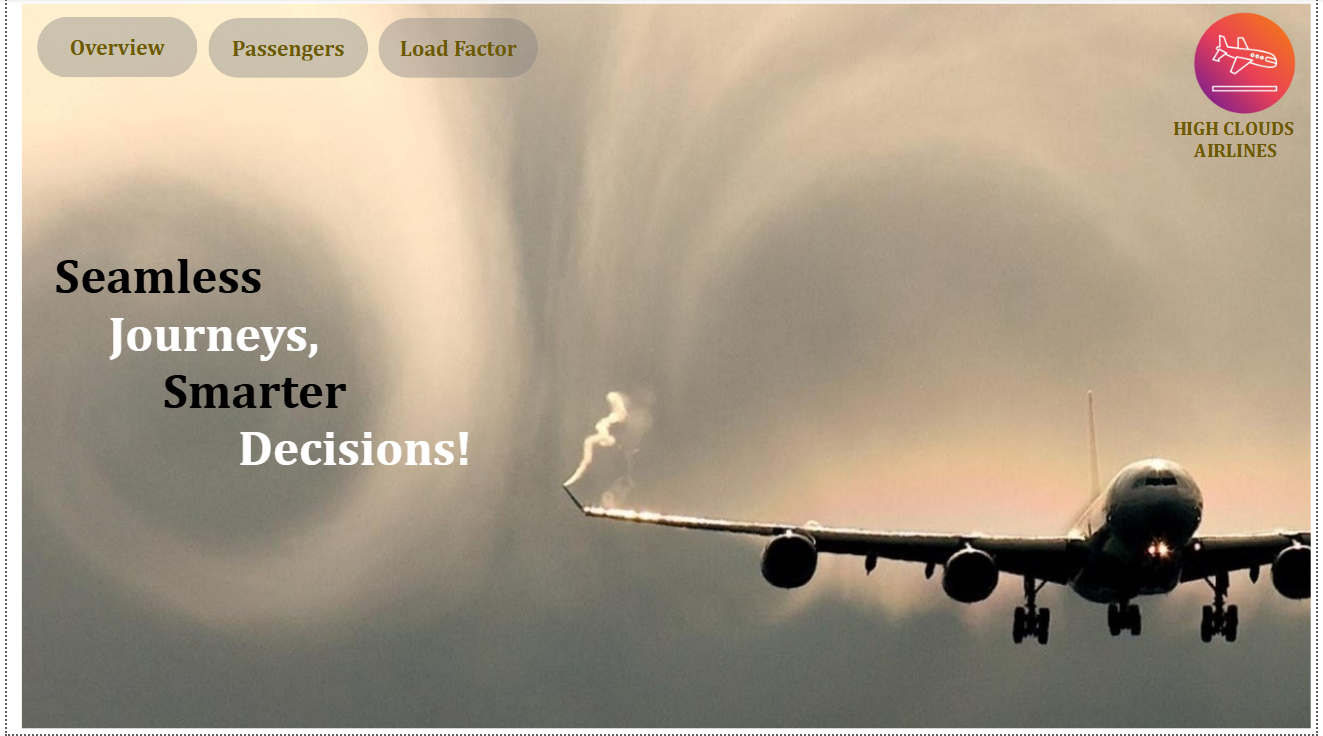 Overview
Passengers
Load Factor
HIGH CLOUDS
AIRLINES
Seamless
Journeys,
Smarter
Decisions!